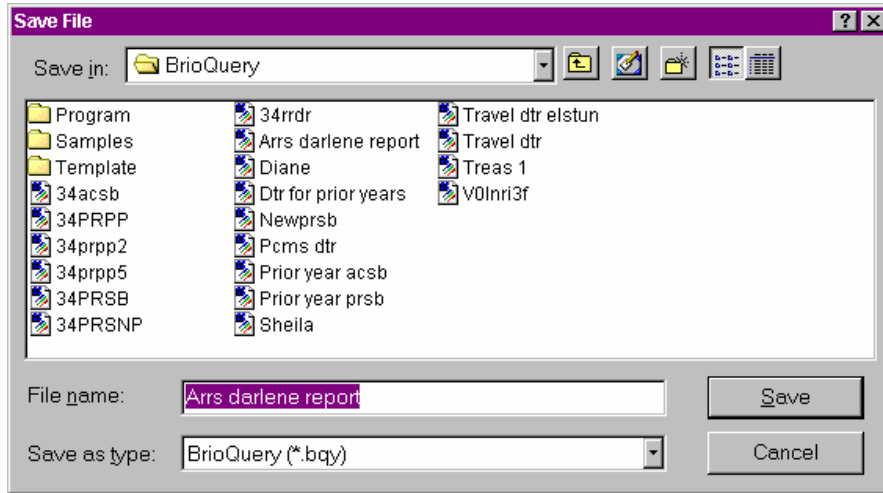 Save File
Save in: BrioQuery
Program
Samples
Template
34acsb
34PRPP
34prpp2
34prpp5
34PRSB
34PRSNP
34rrdr
Arrs darlene report
Diane
Dtr for prior years
Newprsb
Pcms dtr
Prior year acsb
Prior year prsb
Sheila
Travel dtr elstun
Travel dtr
Treas 1
V0lnri3f
File name: Arrs darlene report
Save
Save as type: BrioQuery (*.bqy)
Cancel